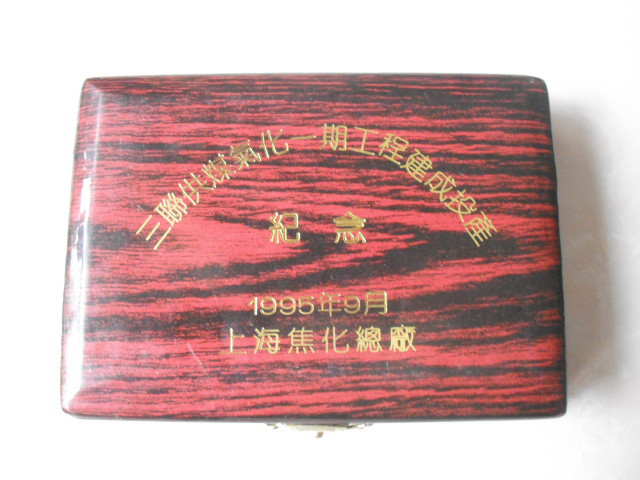 三聯供煤氣化一期工程建成投產
紀念
1995年9月
上海焦化總廠